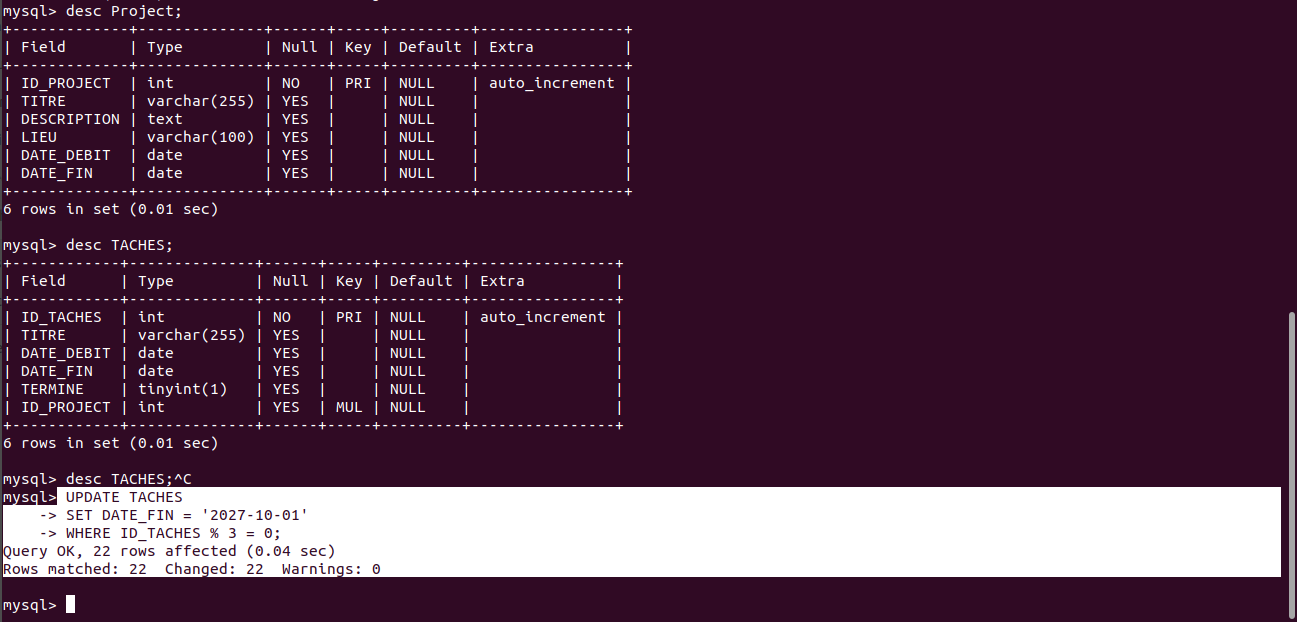 mysql> desc Project;
+-------------+--------------+------+-----+---------+----------------+
| Field       | Type         | Null | Key | Default | Extra          |
+-------------+--------------+------+-----+---------+----------------+
| ID_PROJECT  | int          | NO   | PRI | NULL    | auto_increment |
| TITRE       | varchar(255) | YES  |     | NULL    |                |
| DESCRIPTION | text         | YES  |     | NULL    |                |
| LIEU        | varchar(100) | YES  |     | NULL    |                |
| DATE_DEBIT  | date         | YES  |     | NULL    |                |
| DATE_FIN    | date         | YES  |     | NULL    |                |
+-------------+--------------+------+-----+---------+----------------+
6 rows in set (0.01 sec)

mysql> desc TACHES;
+------------+--------------+------+-----+---------+----------------+
| Field      | Type         | Null | Key | Default | Extra          |
+------------+--------------+------+-----+---------+----------------+
| ID_TACHES  | int          | NO   | PRI | NULL    | auto_increment |
| TITRE      | varchar(255) | YES  |     | NULL    |                |
| DATE_DEBIT | date         | YES  |     | NULL    |                |
| DATE_FIN   | date         | YES  |     | NULL    |                |
| TERMINE    | tinyint(1)   | YES  |     | NULL    |                |
| ID_PROJECT | int          | YES  | MUL | NULL    |                |
+------------+--------------+------+-----+---------+----------------+
6 rows in set (0.01 sec)

mysql> desc TACHES;^C
mysql> UPDATE TACHES
    -> SET DATE_FIN = '2027-10-01'
    -> WHERE ID_TACHES % 3 = 0;
Query OK, 22 rows affected (0.04 sec)
Rows matched: 22  Changed: 22  Warnings: 0

mysql>